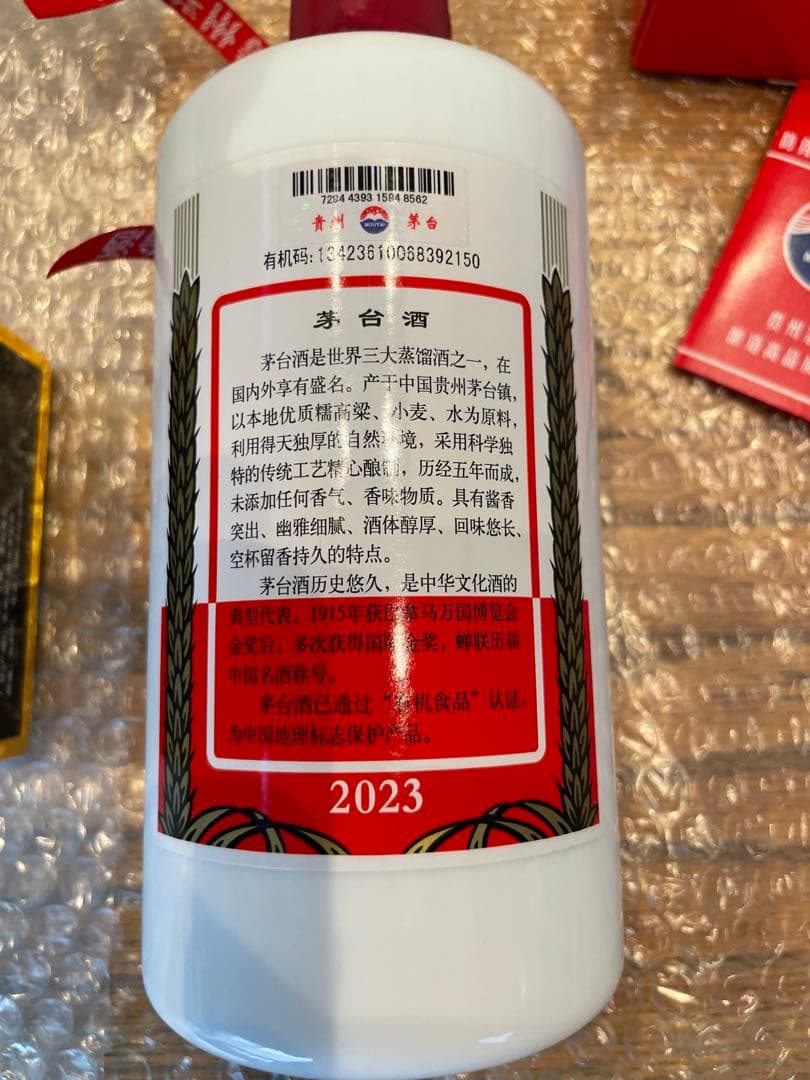 7294 4393 1594 8562
贵州 MOUTAI 茅台
有机码:13423610068392150
茅台酒
茅台酒是世界三大蒸馏酒之一，在
国内外享有盛名。产于中国贵州茅台镇，
以本地优质糯高粱、小麦、水为原料，
利用得天独厚的自然环境，采用科学独
特的传统工艺精心酿制，历经五年而成，
未添加任何香气、香味物质。具有酱香
突出、幽雅细腻、酒体醇厚、回味悠长、
空杯留香持久的特点。
茅台酒历史悠久，是中华文化酒的
典型代表。1915年获巴拿马万国博览会
金奖后，多次获得国际金奖，蝉联历届
中国名酒称号。
茅台酒已通过“有机食品”认证，
为中国地理标志保护产品。
2023
贵州
酿造高品